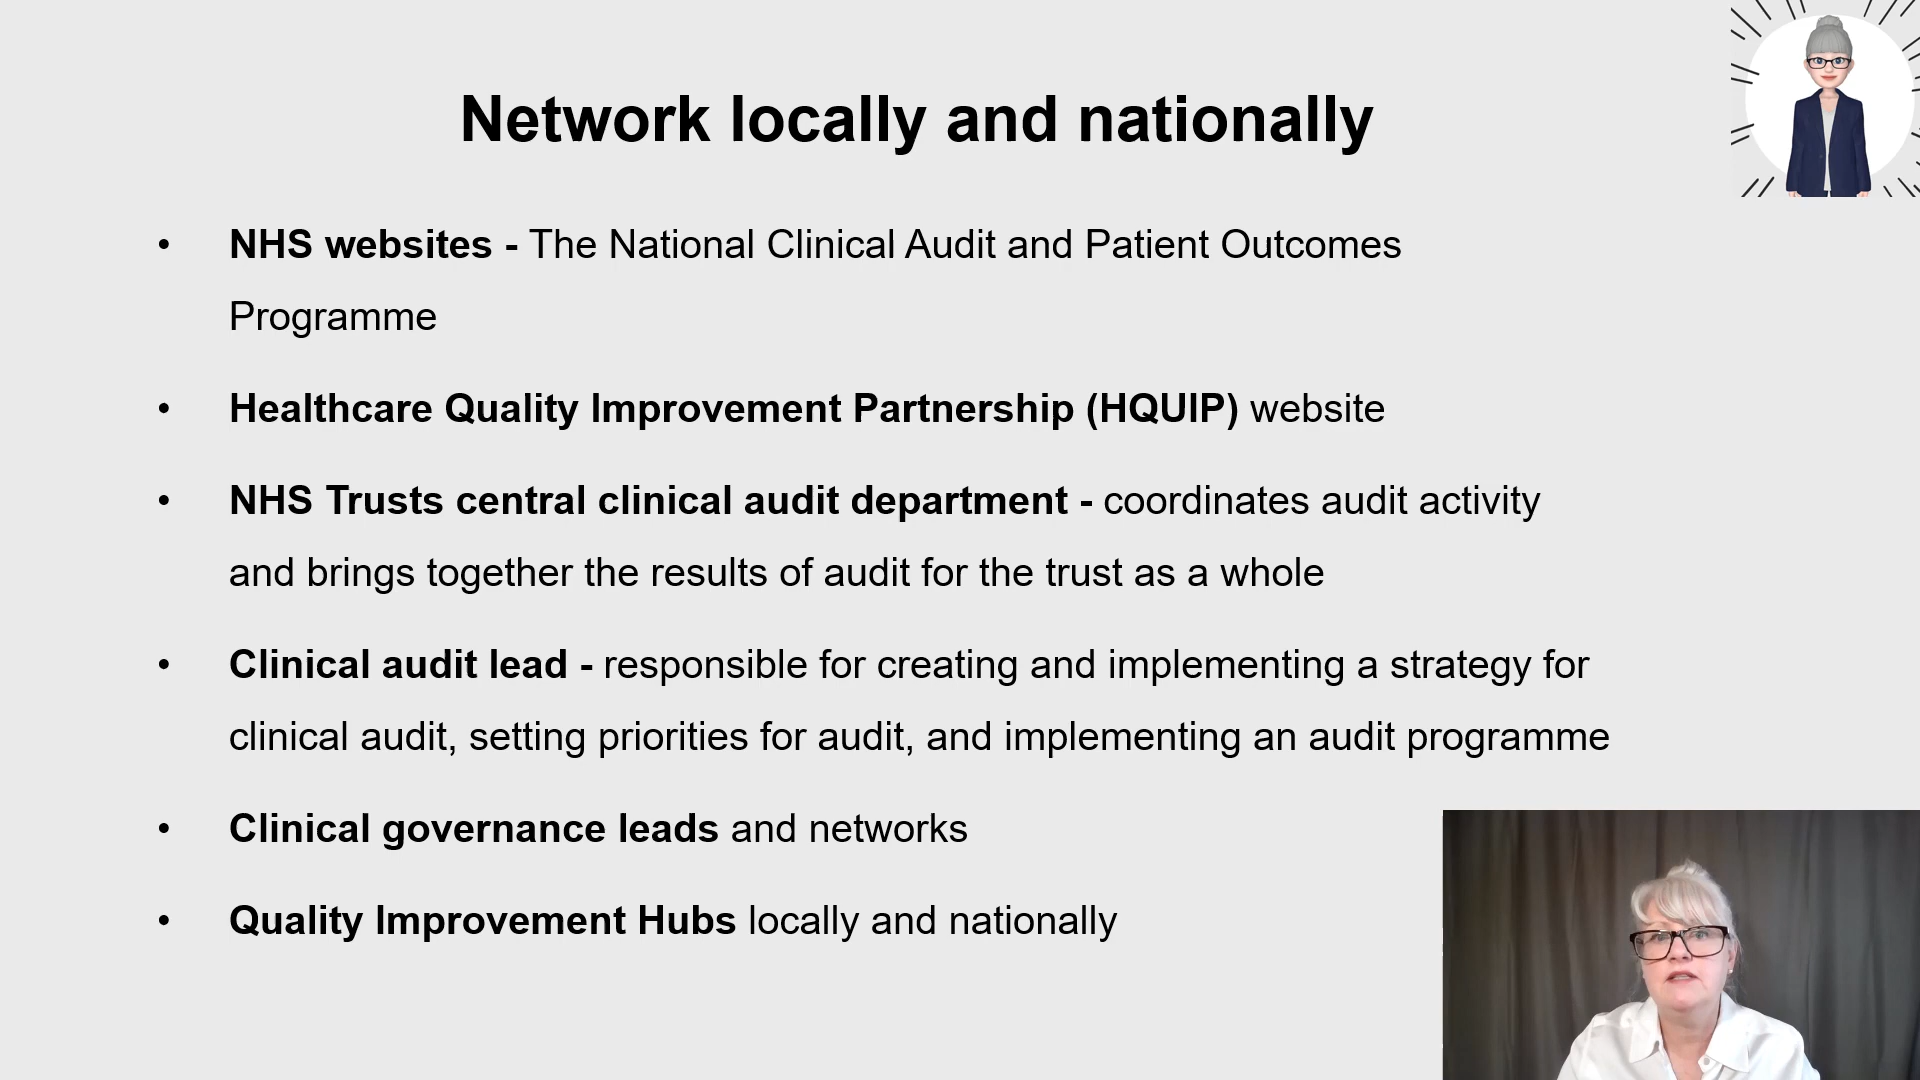 Network locally and nationally
• NHS websites - The National Clinical Audit and Patient Outcomes
Programme
• Healthcare Quality Improvement Partnership (HQUIP) website
• NHS Trusts central clinical audit department - coordinates audit activity
and brings together the results of audit for the trust as a whole
• Clinical audit lead - responsible for creating and implementing a strategy for
clinical audit, setting priorities for audit, and implementing an audit programme
• Clinical governance leads and networks
• Quality Improvement Hubs locally and nationally